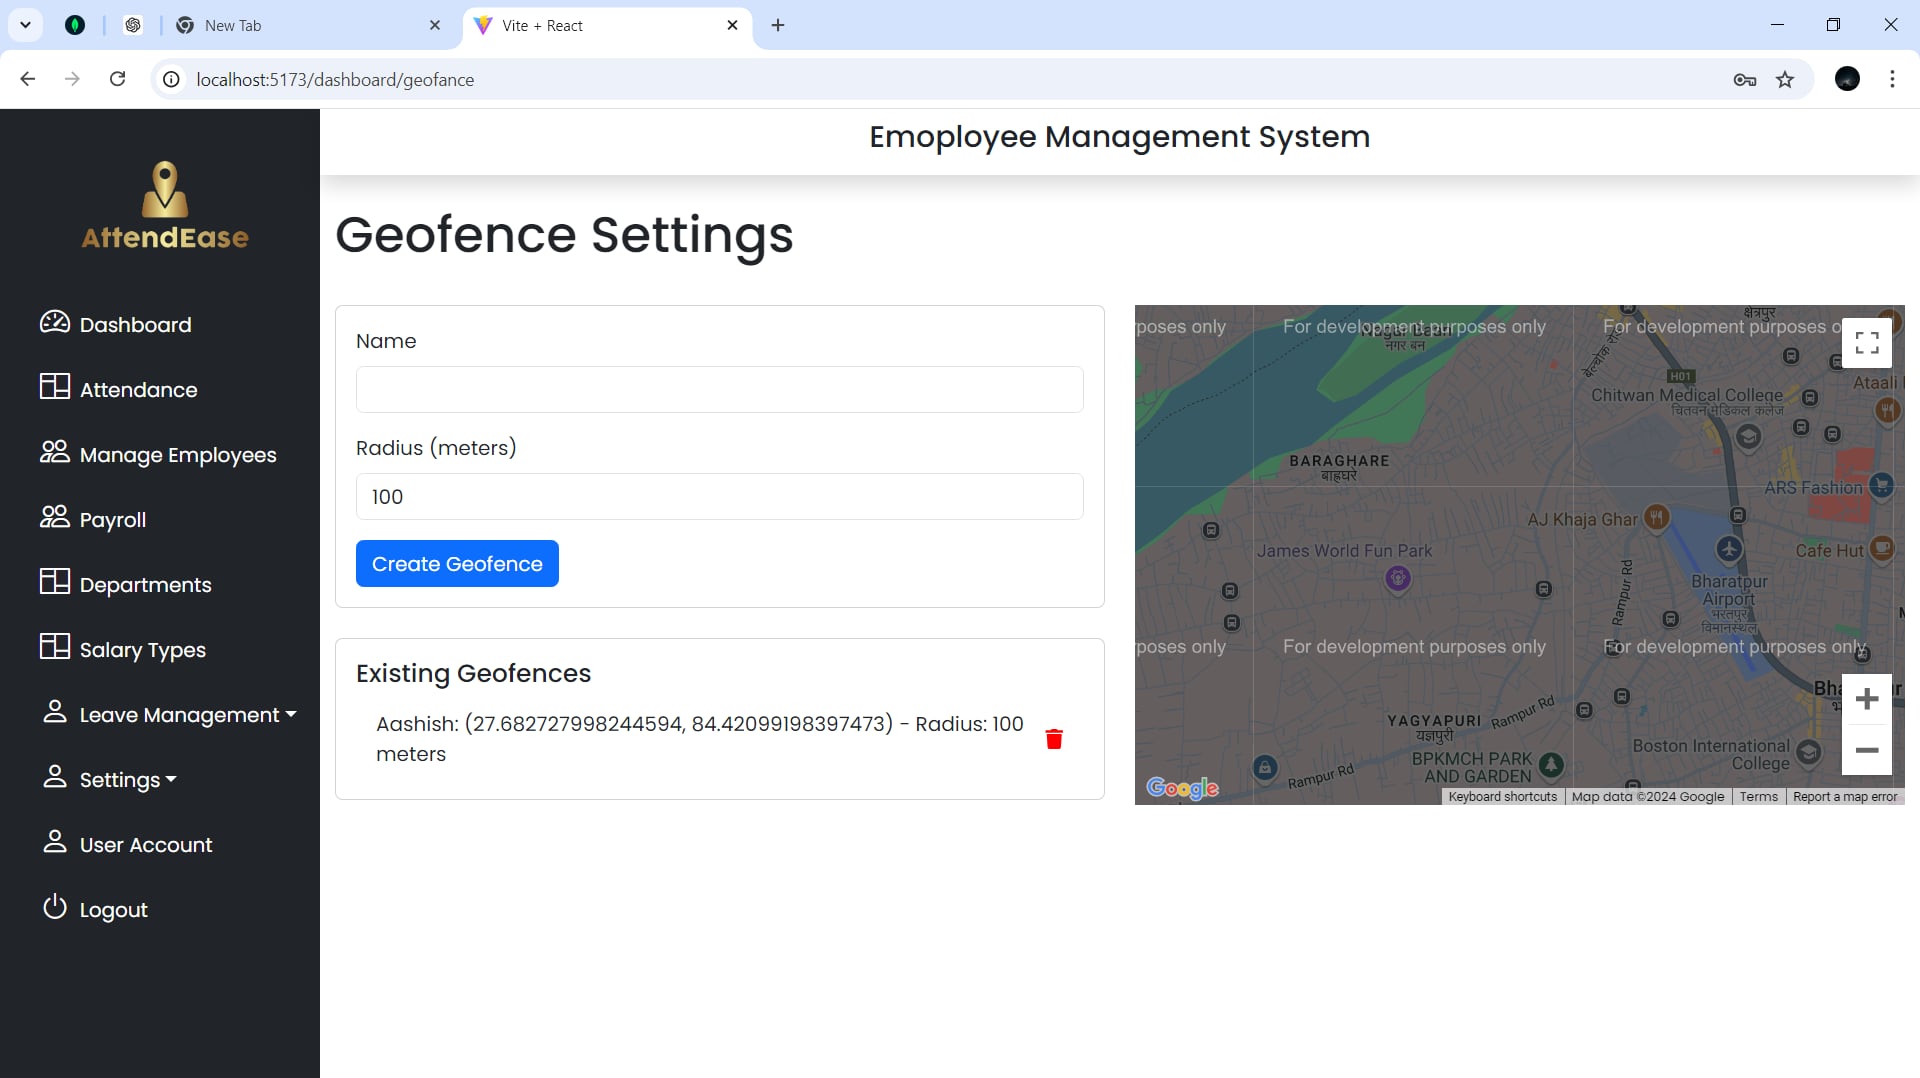 New Tab
Vite + React
localhost:5173/dashboard/geofance
AttendEase
Dashboard
Attendance
Manage Employees
Payroll
Departments
Salary Types
Leave Management
Settings
User Account
Logout
Emoployee Management System
Geofence Settings
Name
Radius (meters)
100
Create Geofence
Existing Geofences
Aashish: (27.682727998244594, 84.42099198397473) - Radius: 100
meters
poses only
For development purposes only
For development purposes o
क्षेत्रपुर
Nagar Baan
नगर बन
H01
Chitwan Medical College
चितवन मेडिकल कलेज
Ataali
BARAGHARE
बाह्रघरे
ARS Fashion
AJ Khaja Ghar
James World Fun Park
Cafe Hut
Bharatpur
Airport
भरतपुर
विमानस्थल
Rampur Rd
poses only
For development purposes only
For development purposes only
YAGYAPURI
यज्ञपुरी
Rampur Rd
BPKMCH PARK
AND GARDEN
Boston International
College
Rampur Rd
Google
Keyboard shortcuts
Map data ©2024 Google
Terms
Report a map error